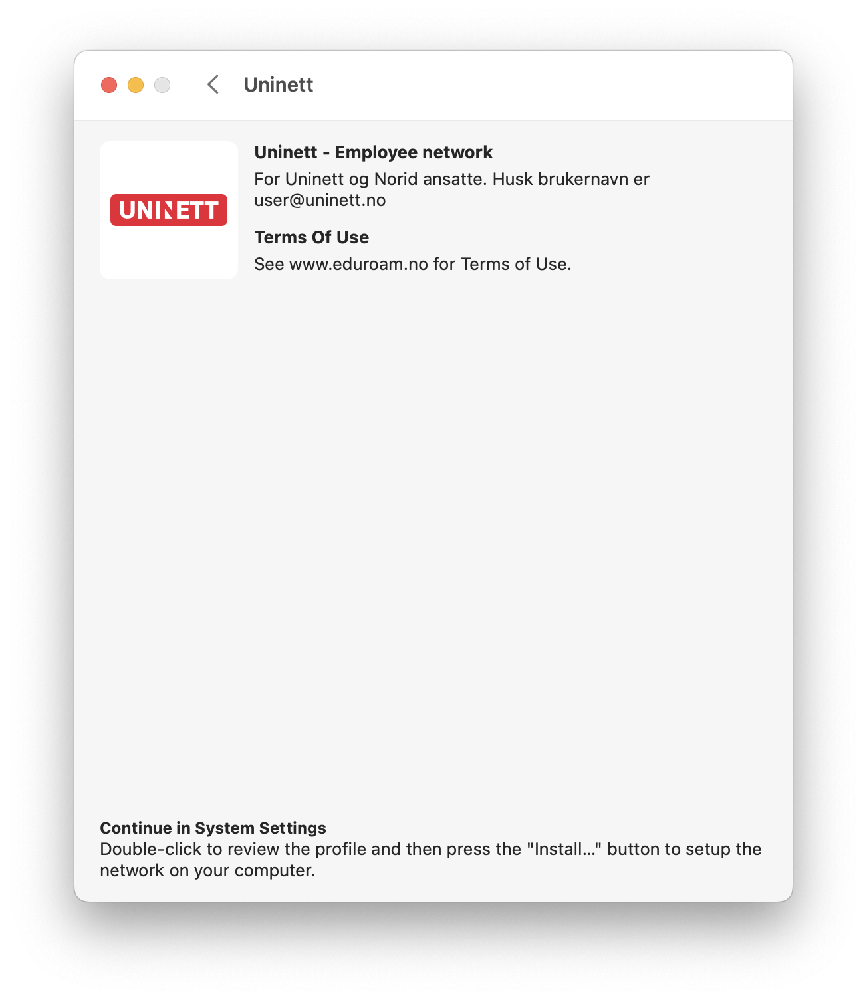 Uninett
Uninett - Employee network
For Uninett og Norid ansatte. Husk brukernavn er
user@uninett.no
UNINETT
Terms Of Use
See www.eduroam.no for Terms of Use.
Continue in System Settings
Double-click to review the profile and then press the "Install..." button to setup the
network on your computer.